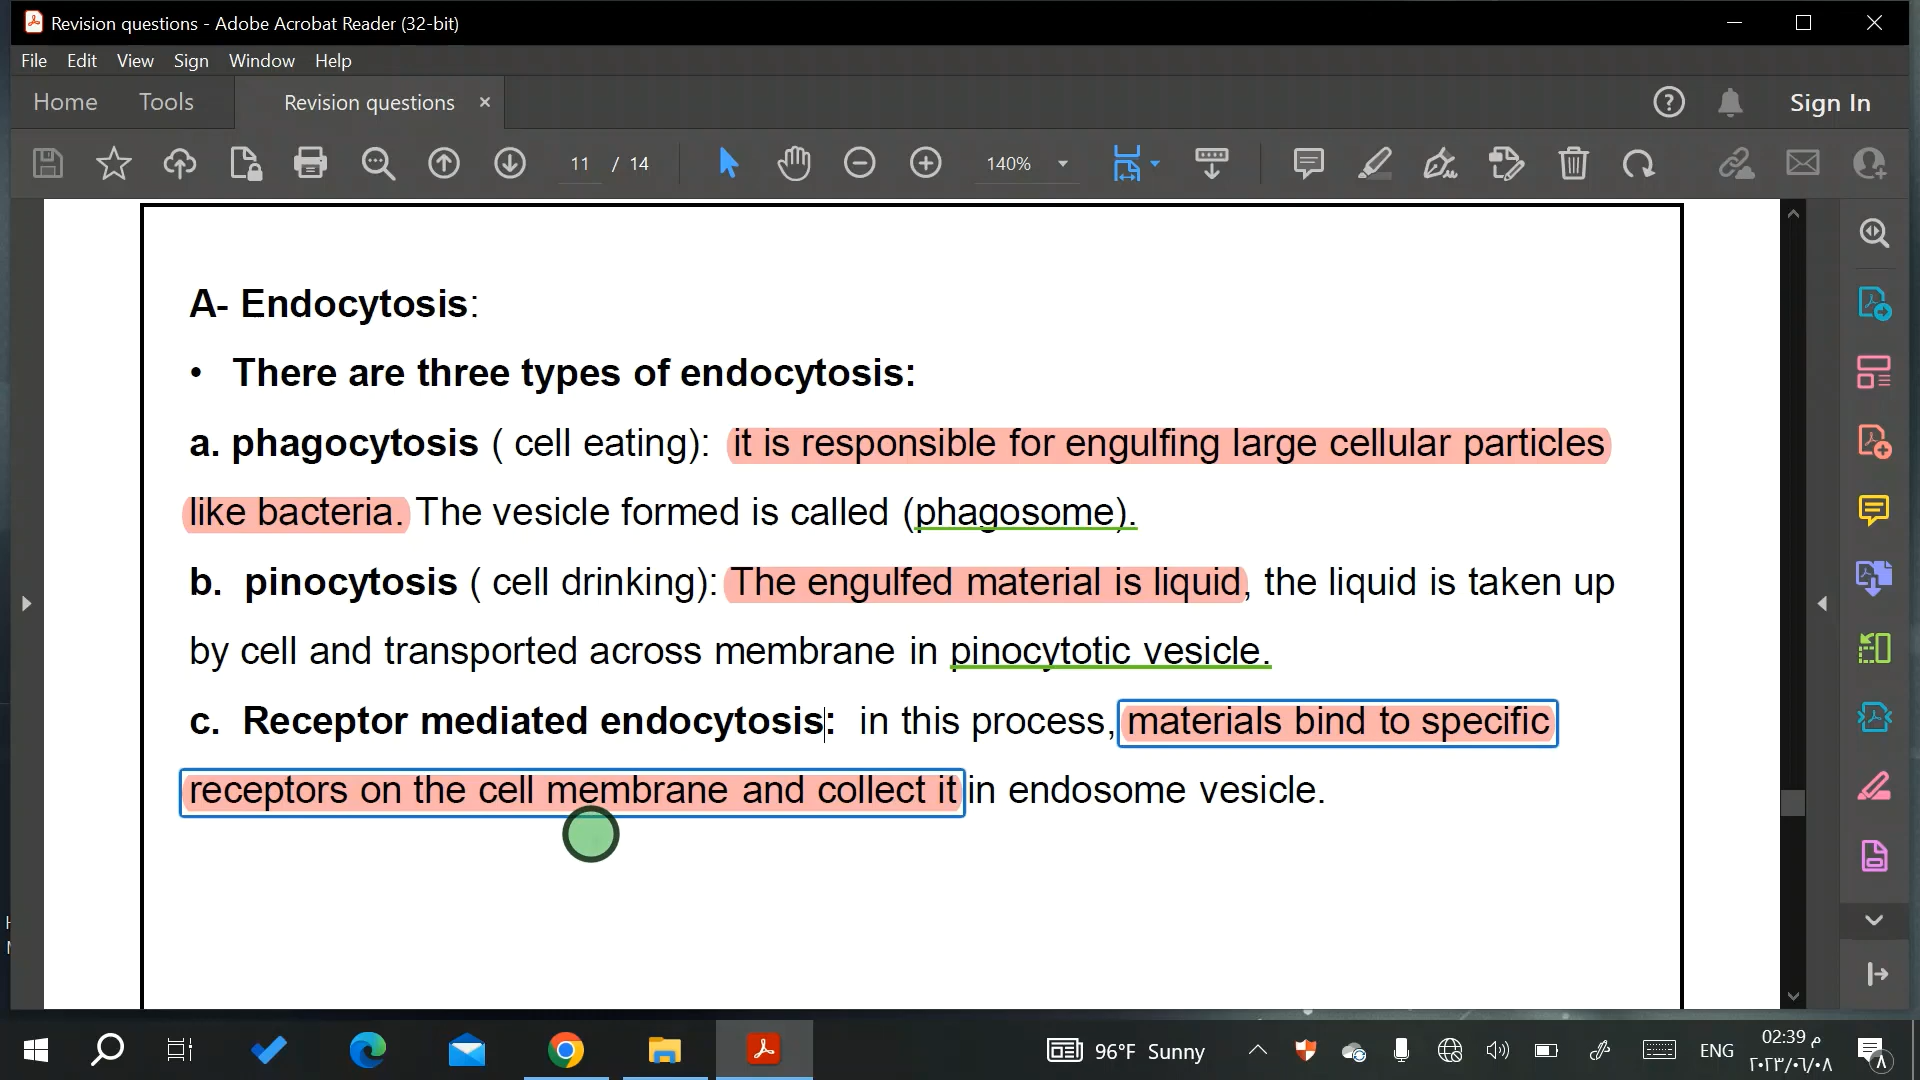 Revision questions - Adobe Acrobat Reader (32-bit)
File Edit View Sign Window Help
Home Tools Revision questions × Sign In
11 / 14 140%
A- Endocytosis:
• There are three types of endocytosis:
a. phagocytosis ( cell eating): it is responsible for engulfing large cellular particles
like bacteria. The vesicle formed is called (phagosome).
b. pinocytosis ( cell drinking): The engulfed material is liquid, the liquid is taken up
by cell and transported across membrane in pinocytotic vesicle.
c. Receptor mediated endocytosis: in this process, materials bind to specific
receptors on the cell membrane and collect it in endosome vesicle.
96°F Sunny ENG 02:39 م
٢٠٢٣/٠٦/٠٨
٨